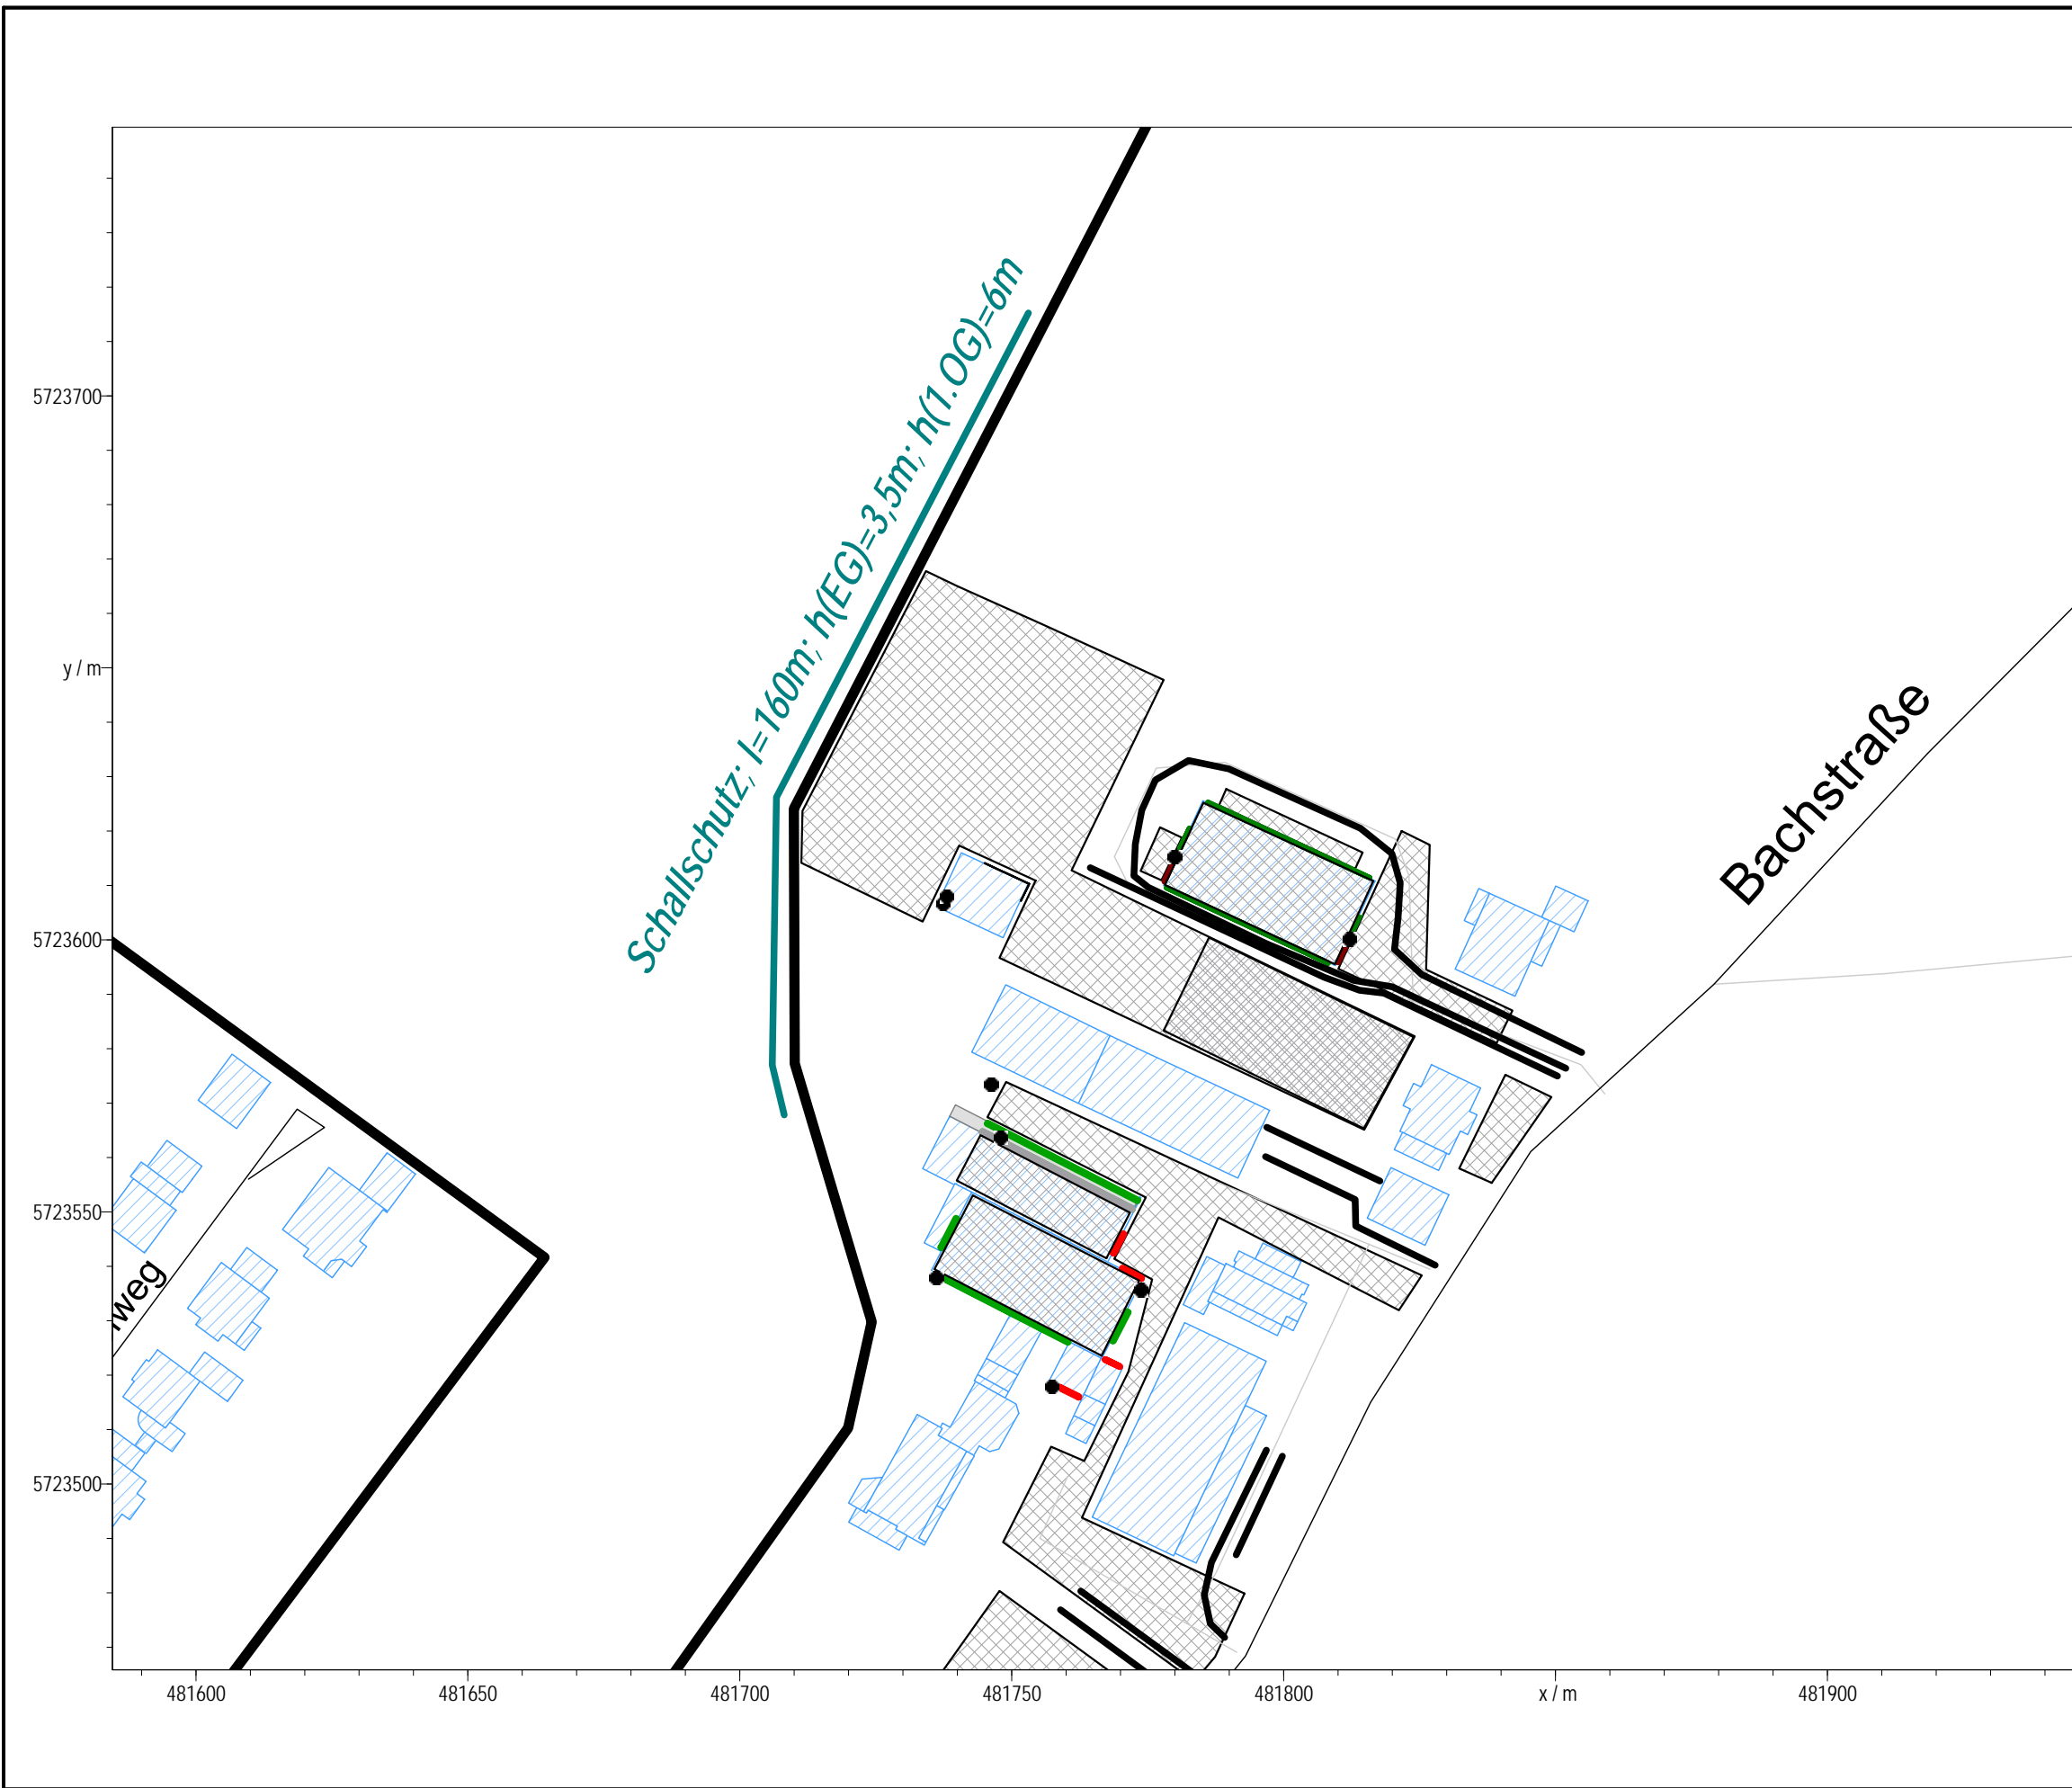 Schallschutz; l=160m; h(EG)=3,5m; h(1.OG)=6m
5723700
y / m
Bachstraße
5723600
5723550
weg
5723500
481600
481650
481700
481750
481800
x / m
481900